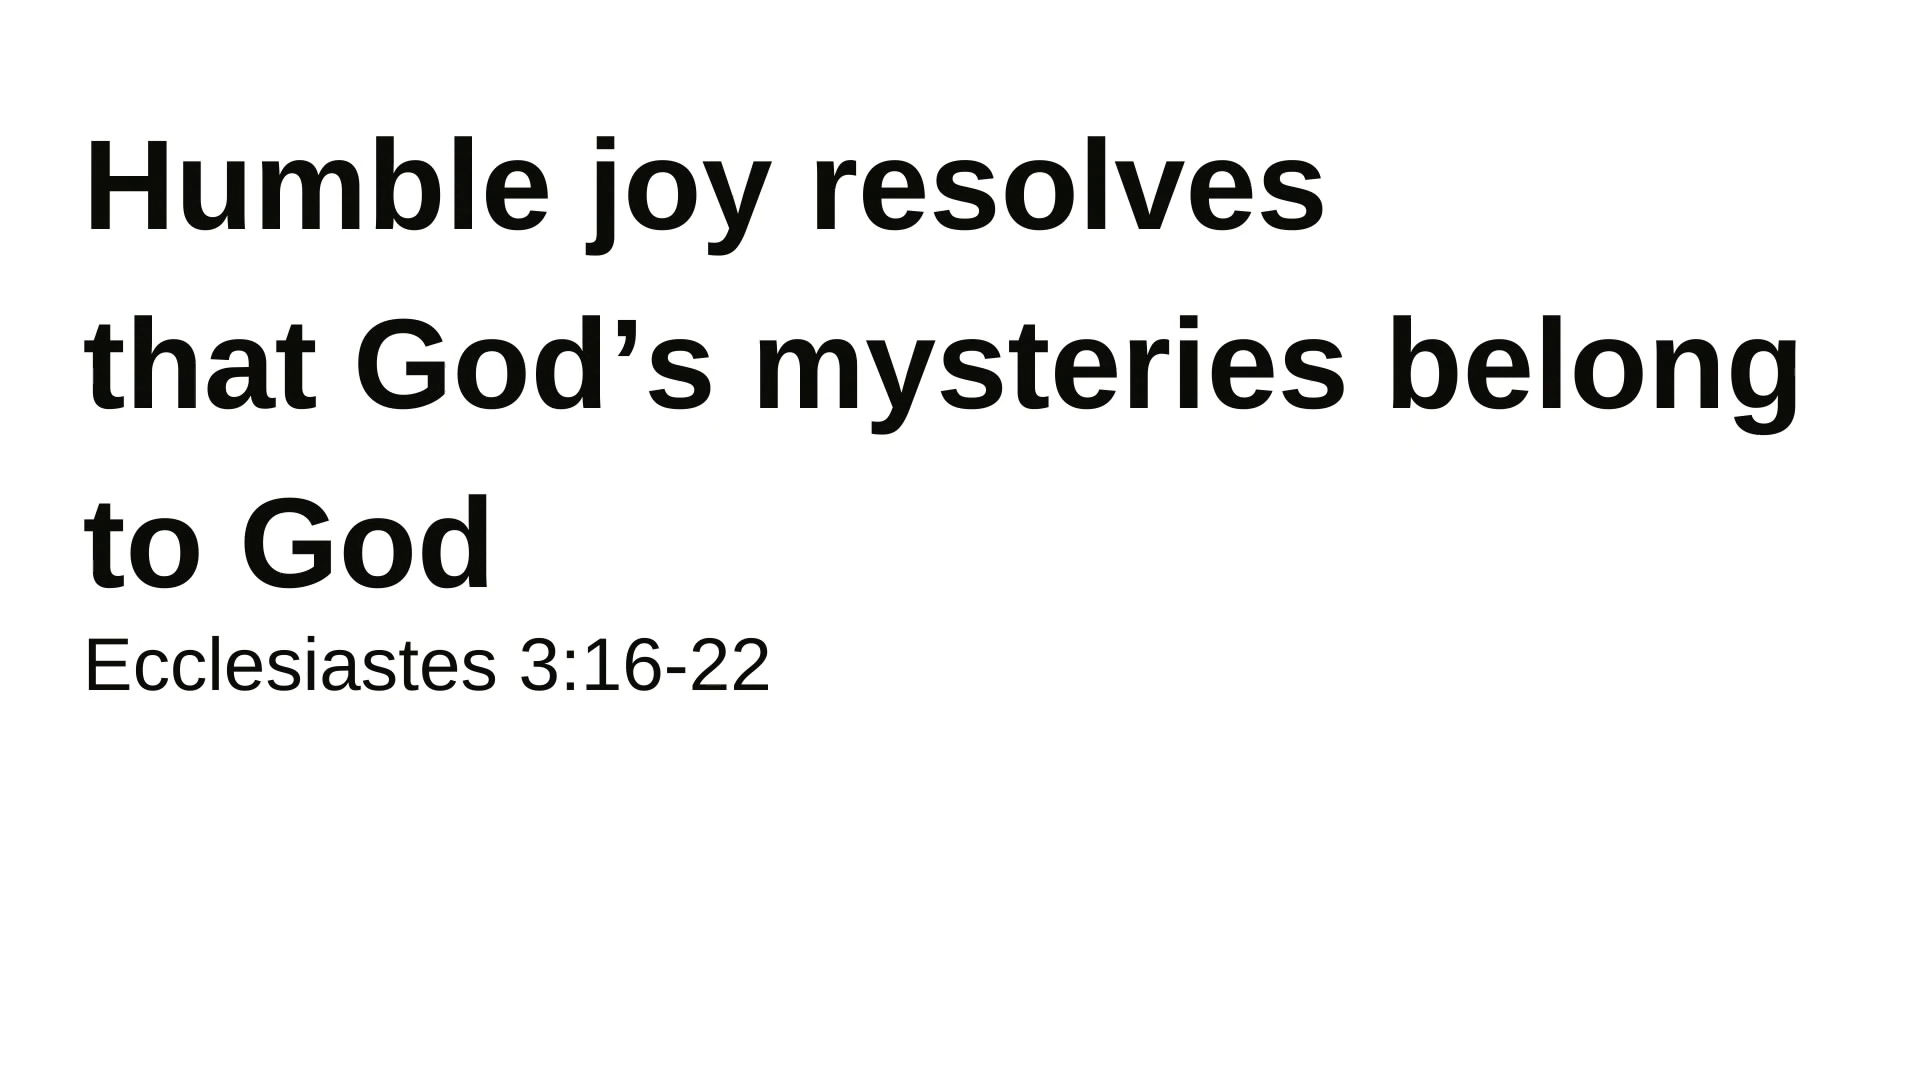 Humble joy resolves
that God’s mysteries belong
to God
Ecclesiastes 3:16-22